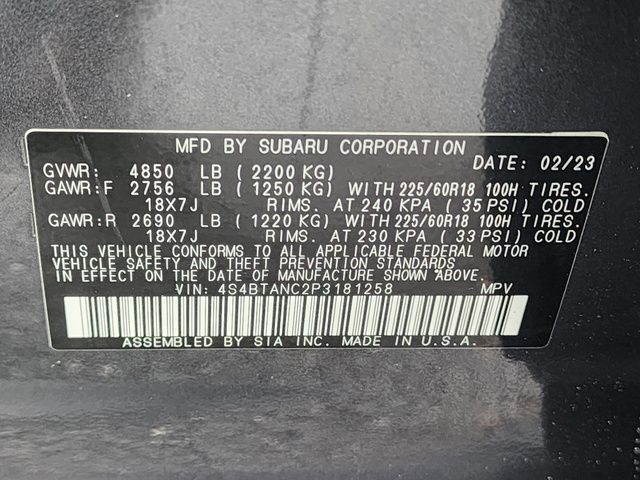 MFD BY SUBARU CORPORATION
GVWR: 4850 LB ( 2200 KG) DATE: 02/23
GAWR:F 2756 LB ( 1250 KG) WITH 225/60R18 100H TIRES.
18X7J RIMS. AT 240 KPA ( 35 PSI) COLD
GAWR:R 2690 LB ( 1220 KG) WITH 225/60R18 100H TIRES.
18X7J RIMS. AT 230 KPA ( 33 PSI) COLD
THIS VEHICLE CONFORMS TO ALL APPLICABLE FEDERAL MOTOR
VEHICLE SAFETY AND THEFT PREVENTION STANDARDS
IN EFFECT ON THE DATE OF MANUFACTURE SHOWN ABOVE.
VIN: 4S4BTANC2P3181258 MPV
ASSEMBLED BY SIA INC. MADE IN U.S.A.